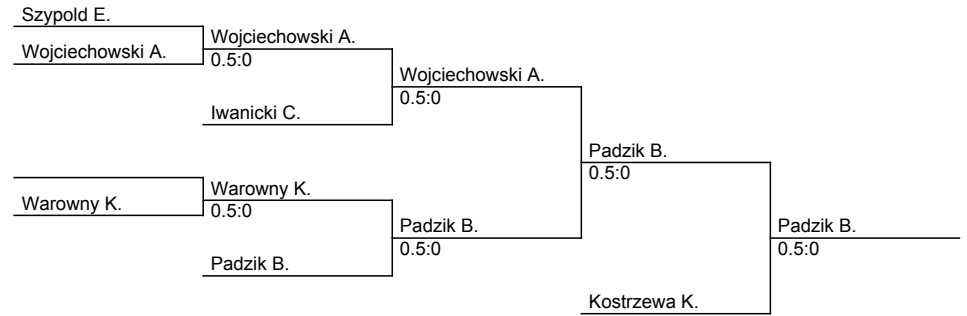 Szypold E.
Wojciechowski A.
Wojciechowski A.
0.5:0
Wojciechowski A.
0.5:0
Iwanicki C.
Padzik B.
0.5:0
Warowny K.
Warowny K.
0.5:0
Padzik B.
0.5:0
Padzik B.
0.5:0
Padzik B.
Kostrzewa K.